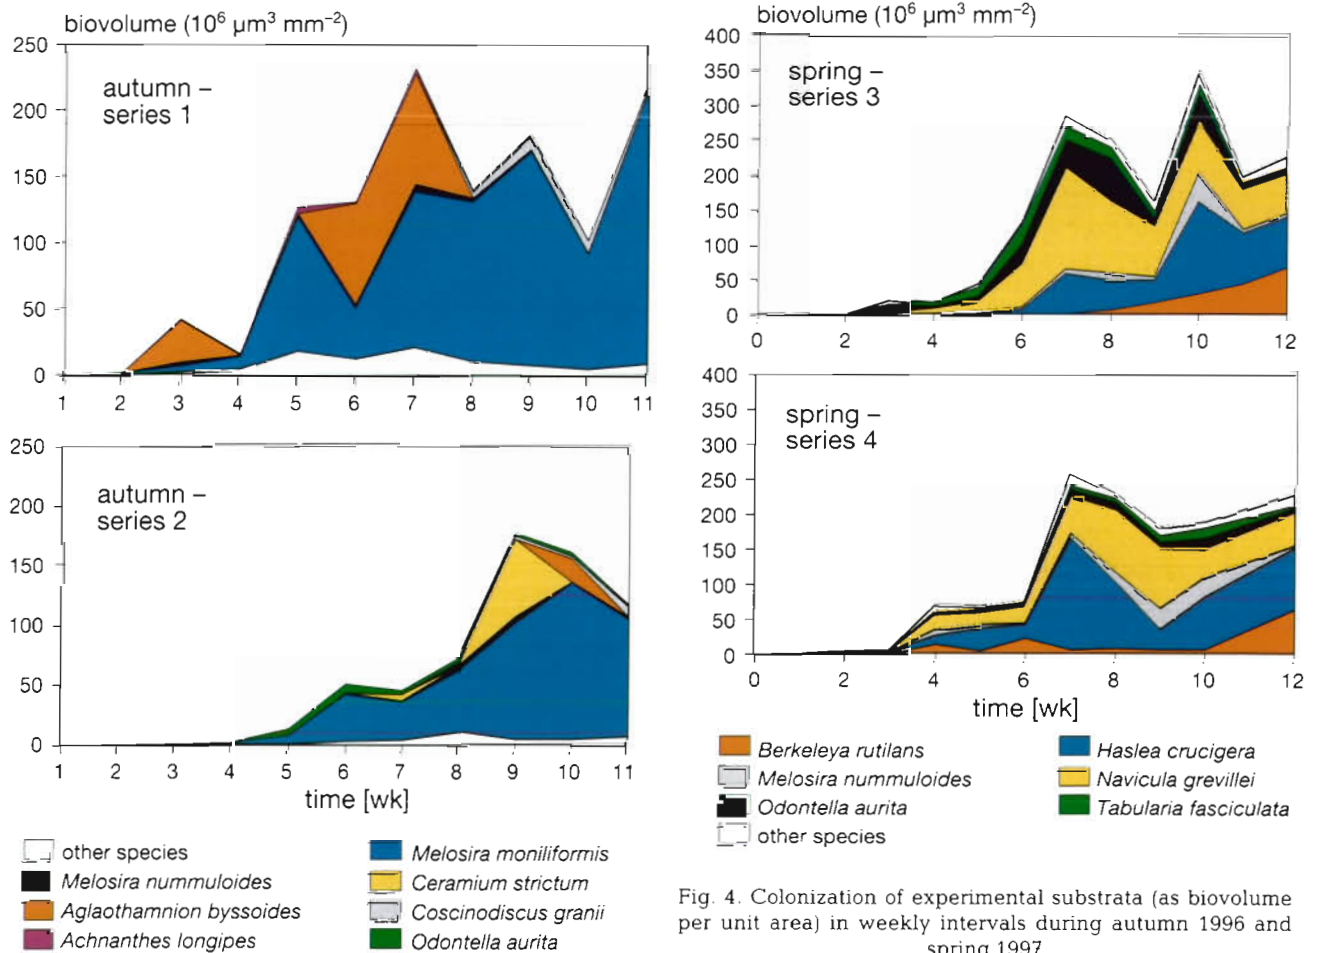 biovolume (10⁶ µm³ mm⁻²)
250
autumn –
series 1
200
150
100
50
0
1 2 3 4 5 6 7 8 9 10 11
250
autumn –
series 2
200
150
100
50
0
1 2 3 4 5 6 7 8 9 10 11
time [wk]
other species
Melosira nummuloides
Aglaothamnion byssoides
Achnanthes longipes
Melosira moniliformis
Ceramium strictum
Coscinodiscus granii
Odontella aurita
biovolume (10⁶ µm³ mm⁻²)
400
350
spring –
series 3
300
250
200
150
100
50
0
0 2 4 6 8 10 12
400
350
spring –
series 4
300
250
200
150
100
50
0
0 2 4 6 8 10 12
time [wk]
Berkeleya rutilans
Melosira nummuloides
Odontella aurita
other species
Haslea crucigera
Navicula grevillei
Tabularia fasciculata
Fig. 4. Colonization of experimental substrata (as biovolume
per unit area) in weekly intervals during autumn 1996 and
spring 1997